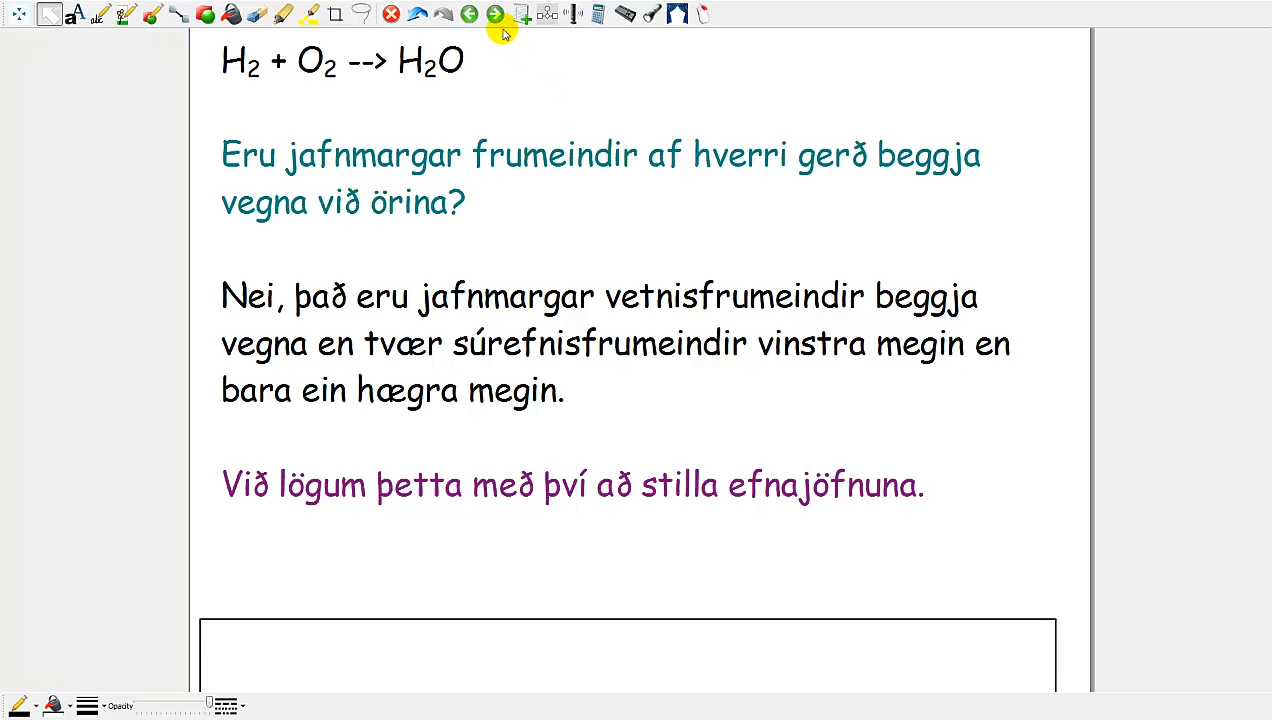 H₂ + O₂ --> H₂O
Eru jafnmargar frumeindir af hverri gerð beggja
vegna við örina?
Nei, það eru jafnmargar vetnisfrumeindir beggja
vegna en tvær súrefnisfrumeindir vinstra megin en
bara ein hægra megin.
Við lögum þetta með því að stilla efnajöfnuna.
Opacity